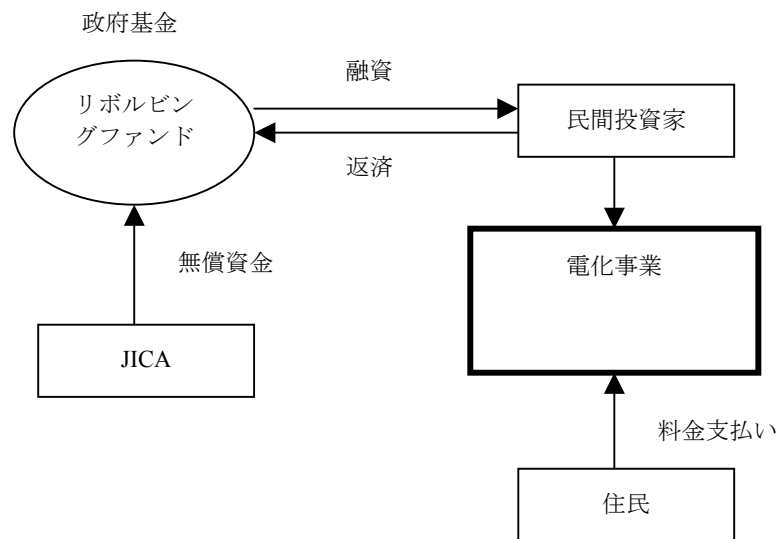 政府基金
リボルビン
グファンド
融資
返済
民間投資家
無償資金
電化事業
JICA
料金支払い
住民